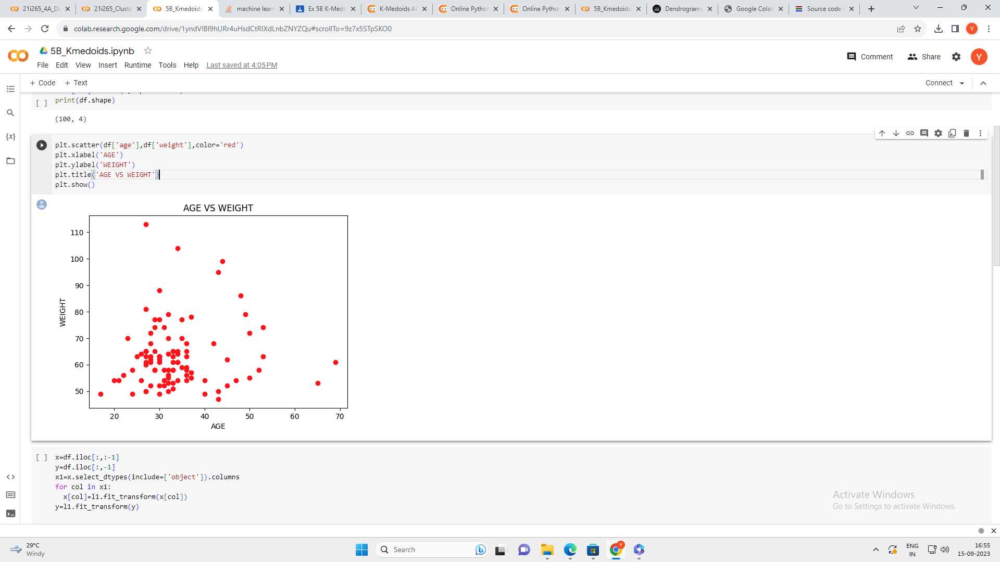 21i265_4A_Da
21i265_Cluste
5B_Kmedoids.
machine learn
Ex 5B K-Medo
K-Medoids Al
Online Python
Online Python
5B_Kmedoids.
Dendrograms
Google Colab
Source code
colab.research.google.com/drive/1yndVIBI9hURr4uHsdCtRIXdLnbZNYZQu#scrollTo=9z7x5STpSKO0
Y
5B_Kmedoids.ipynb
Comment
Share
Y
File Edit View Insert Runtime Tools Help Last saved at 4:05 PM
+ Code + Text
Connect
[ ] print(df.shape)
(100, 4)
plt.scatter(df['age'],df['weight'],color='red')
plt.xlabel('AGE')
plt.ylabel('WEIGHT')
plt.title('AGE VS WEIGHT')
plt.show()
AGE VS WEIGHT
110
100
90
80
70
60
50
WEIGHT
20 30 40 50 60 70
AGE
[ ] x=df.iloc[:,:-1]
y=df.iloc[:,-1]
x1=x.select_dtypes(include=['object']).columns
for col in x1:
x[col]=l1.fit_transform(x[col])
y=l1.fit_transform(y)
Activate Windows
Go to Settings to activate Windows.
29°C
Windy
Search
ENG
IN
16:55
15-09-2023